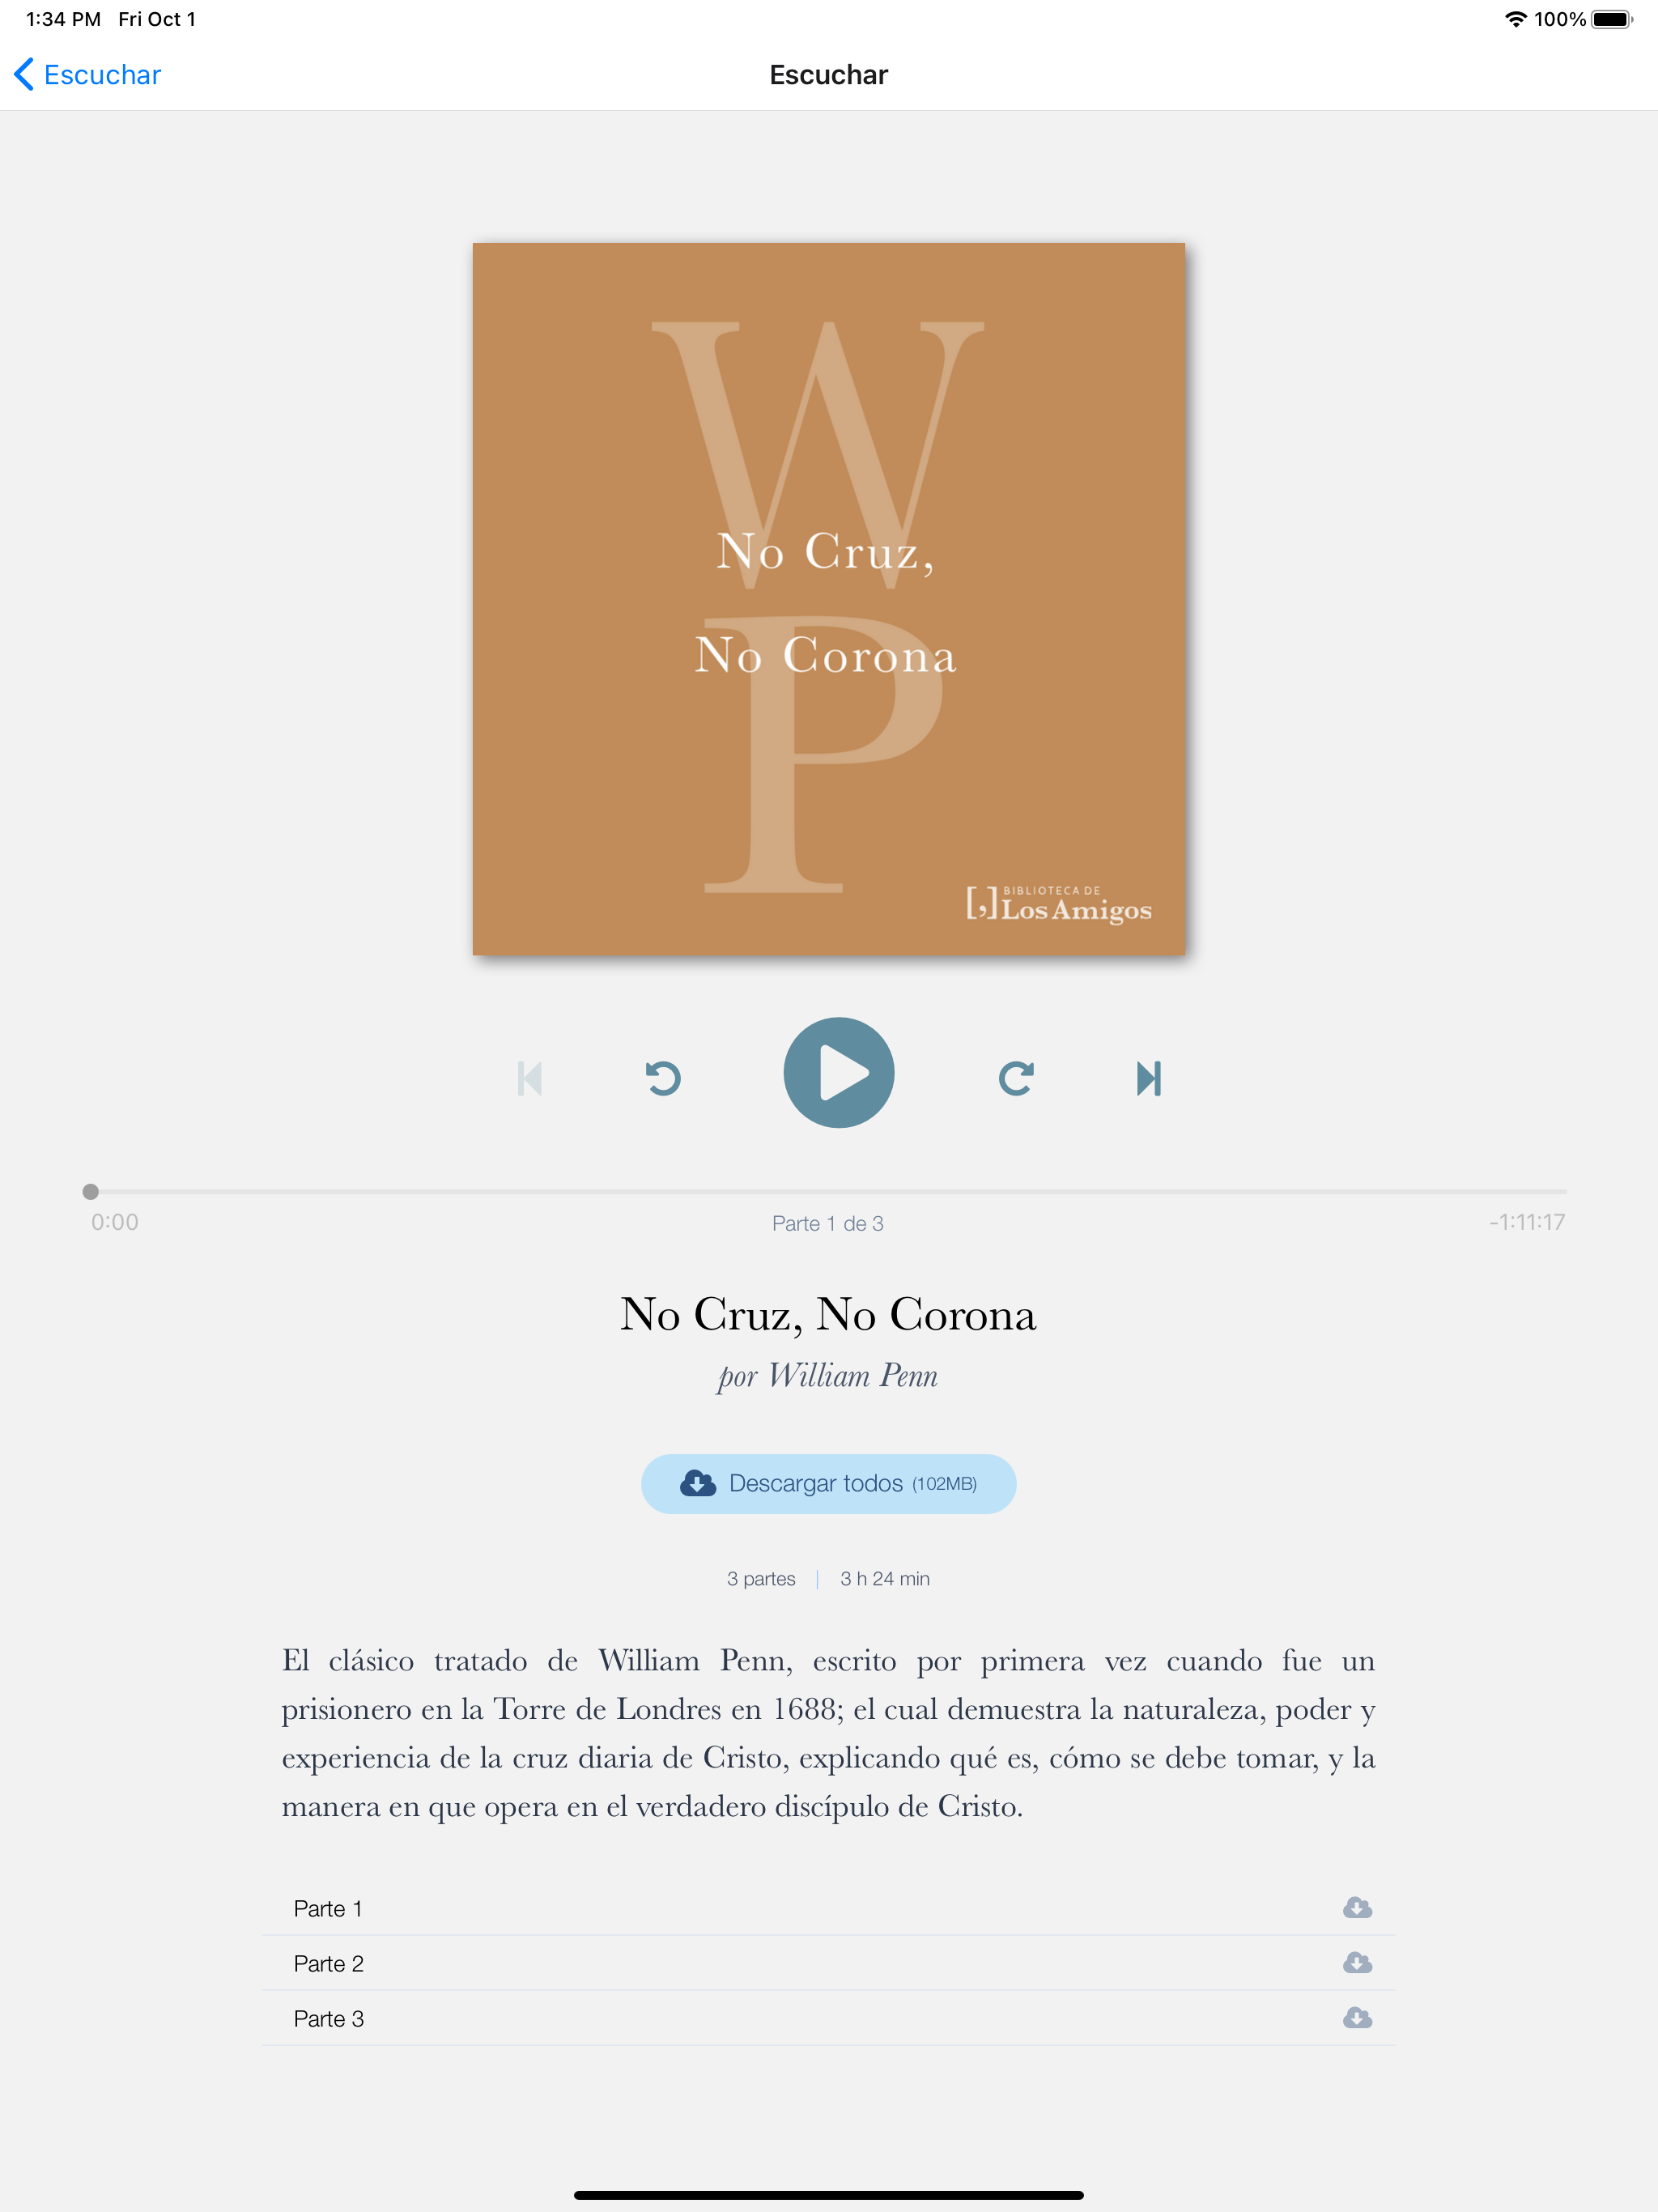 1:34 PM Fri Oct 1
100%
Escuchar
Escuchar
W
No Cruz,
No Corona
P
[,] BIBLIOTECA DE
Los Amigos
0:00
Parte 1 de 3
-1:11:17
No Cruz, No Corona
por William Penn
Descargar todos (102MB)
3 partes | 3 h 24 min
El clásico tratado de William Penn, escrito por primera vez cuando fue un
prisionero en la Torre de Londres en 1688; el cual demuestra la naturaleza, poder y
experiencia de la cruz diaria de Cristo, explicando qué es, cómo se debe tomar, y la
manera en que opera en el verdadero discípulo de Cristo.
Parte 1
Parte 2
Parte 3